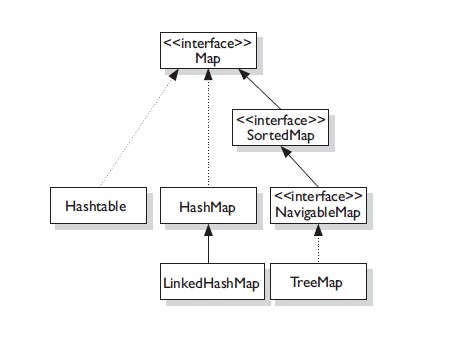 <<interface>>
Map
<<interface>>
SortedMap
Hashtable
HashMap
<<interface>>
NavigableMap
LinkedHashMap
TreeMap